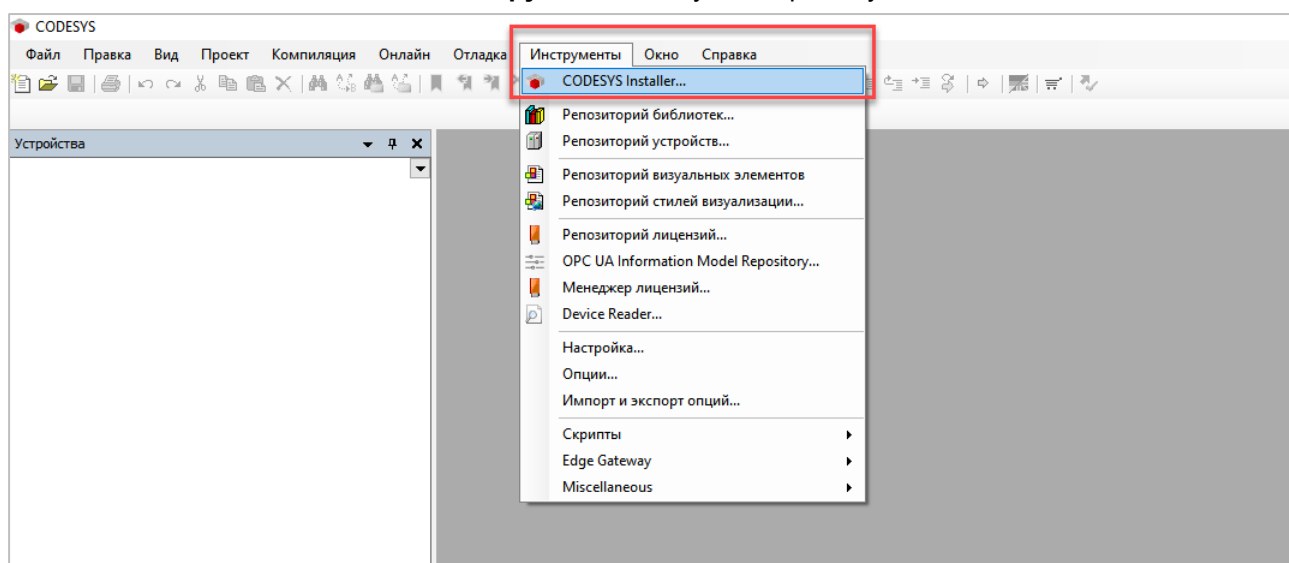 CODESYS
Файл Правка Вид Проект Компиляция Онлайн Отладка Инструменты Окно Справка
CODESYS Installer...
Репозиторий библиотек...
Устройства
Репозиторий устройств...
Репозиторий визуальных элементов
Репозиторий стилей визуализации...
Репозиторий лицензий...
OPC UA Information Model Repository...
Менеджер лицензий...
Device Reader...
Настройка...
Опции...
Импорт и экспорт опций...
Скрипты
Edge Gateway
Miscellaneous